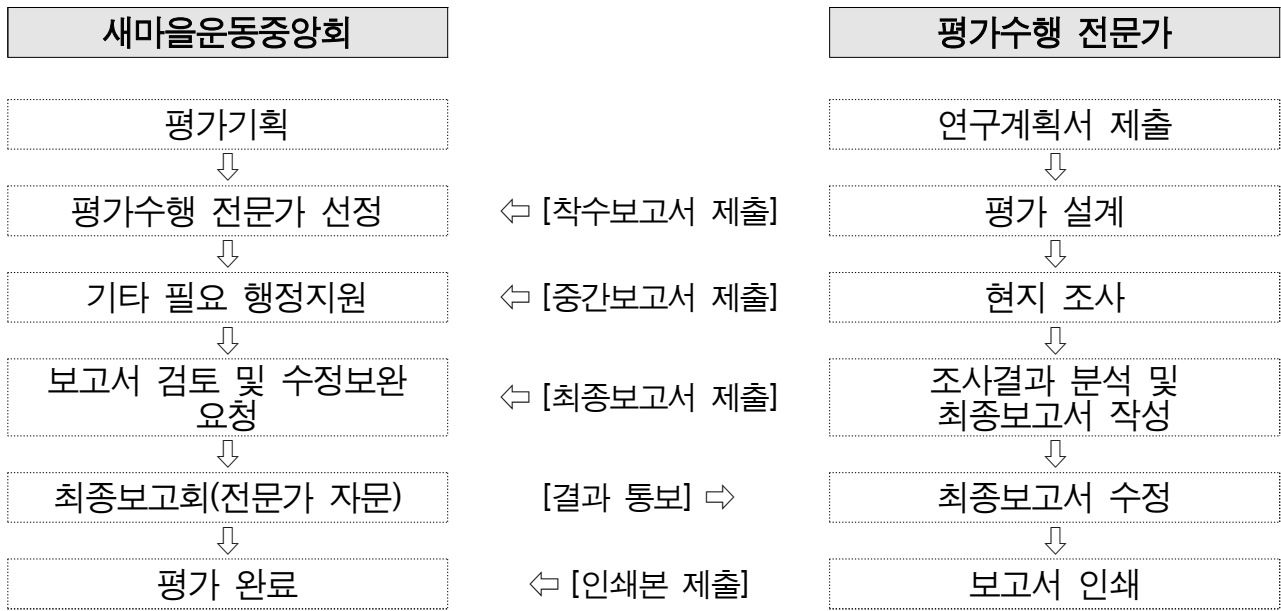 새마을운동중앙회 평가수행 전문가
평가기획 연구계획서 제출
⇩ ⇩
평가수행 전문가 선정 ⇦ [착수보고서 제출] 평가 설계
⇩ ⇩
기타 필요 행정지원 ⇦ [중간보고서 제출] 현지 조사
⇩ ⇩
보고서 검토 및 수정보완
요청
⇦ [최종보고서 제출]
조사결과 분석 및
최종보고서 작성
⇩ ⇩
최종보고회(전문가 자문) [결과 통보] ⇨ 최종보고서 수정
⇩ ⇩
평가 완료 ⇦ [인쇄본 제출] 보고서 인쇄